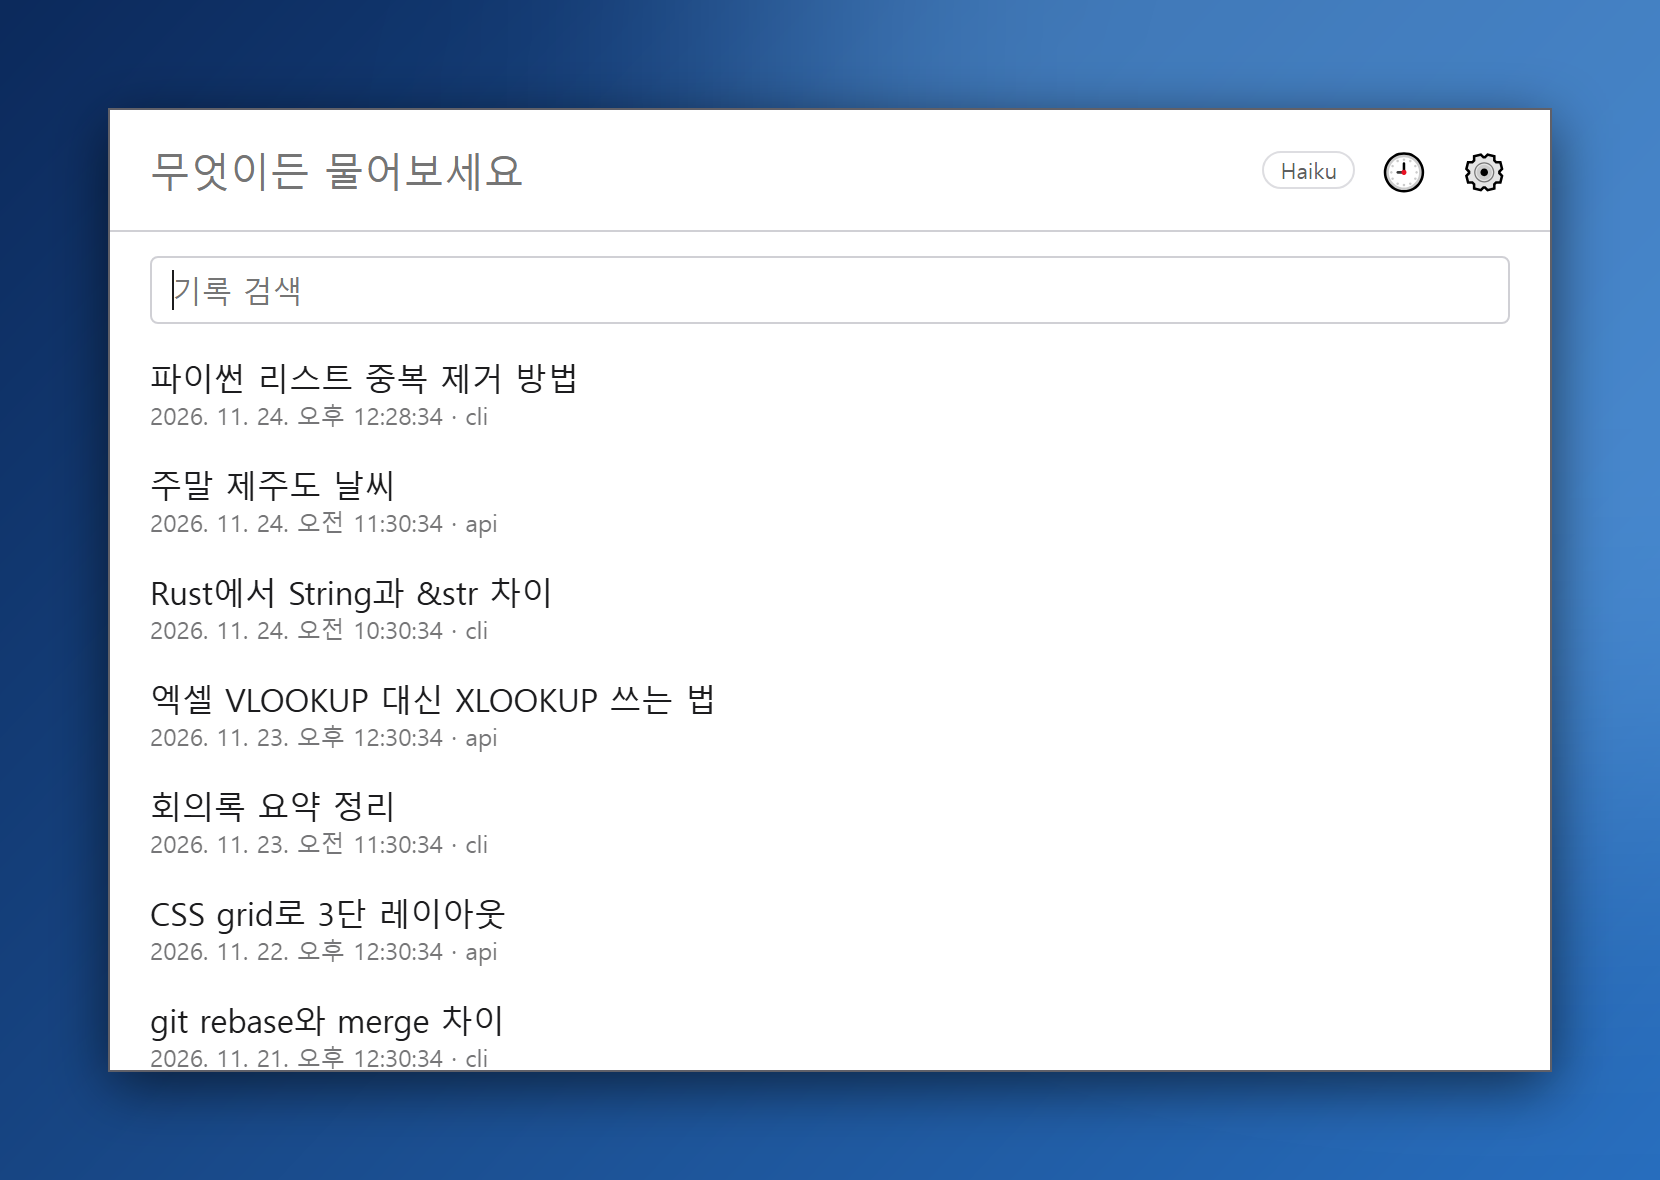 무엇이든 물어보세요
Haiku
기록 검색
파이썬 리스트 중복 제거 방법
2026. 11. 24. 오후 12:28:34 · cli
주말 제주도 날씨
2026. 11. 24. 오전 11:30:34 · api
Rust에서 String과 &str 차이
2026. 11. 24. 오전 10:30:34 · cli
엑셀 VLOOKUP 대신 XLOOKUP 쓰는 법
2026. 11. 23. 오후 12:30:34 · api
회의록 요약 정리
2026. 11. 23. 오전 11:30:34 · cli
CSS grid로 3단 레이아웃
2026. 11. 22. 오후 12:30:34 · api
git rebase와 merge 차이
2026. 11. 21. 오후 12:30:34 · cli